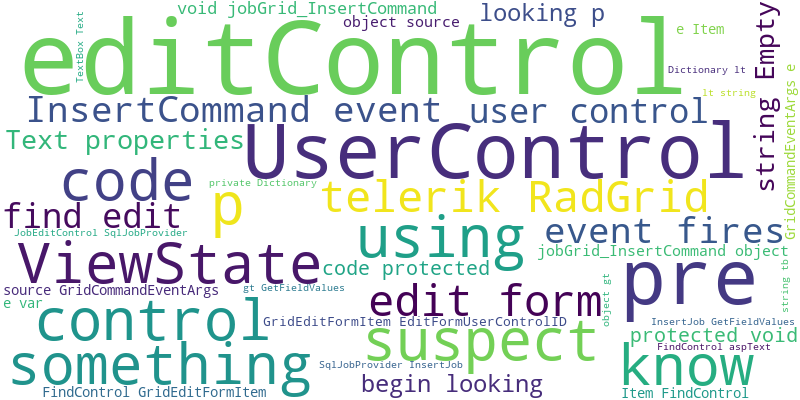 void jobGrid_InsertCommand
object source
looking p
TextBox Text
editControl
e Item
string Empty
Dictionary lt
lt string
InsertCommand event
user control
GridCommandEventArgs e
Text properties
UserControl
code
private Dictionary
p
telerik RadGrid
find edit
JobEditControl SqlJobProvider
using
event fires
ViewState
code protected
jobGrid_InsertCommand object
pre
string tb
source GridCommandEventArgs
gt GetFieldValues
edit form
object gt
e var
control
GridEditFormItem EditFormUserControlID
suspect
InsertJob GetFieldValues
protected void
FindControl aspText
something
SqlJobProvider InsertJob
know
FindControl GridEditFormItem
begin looking
Item FindControl